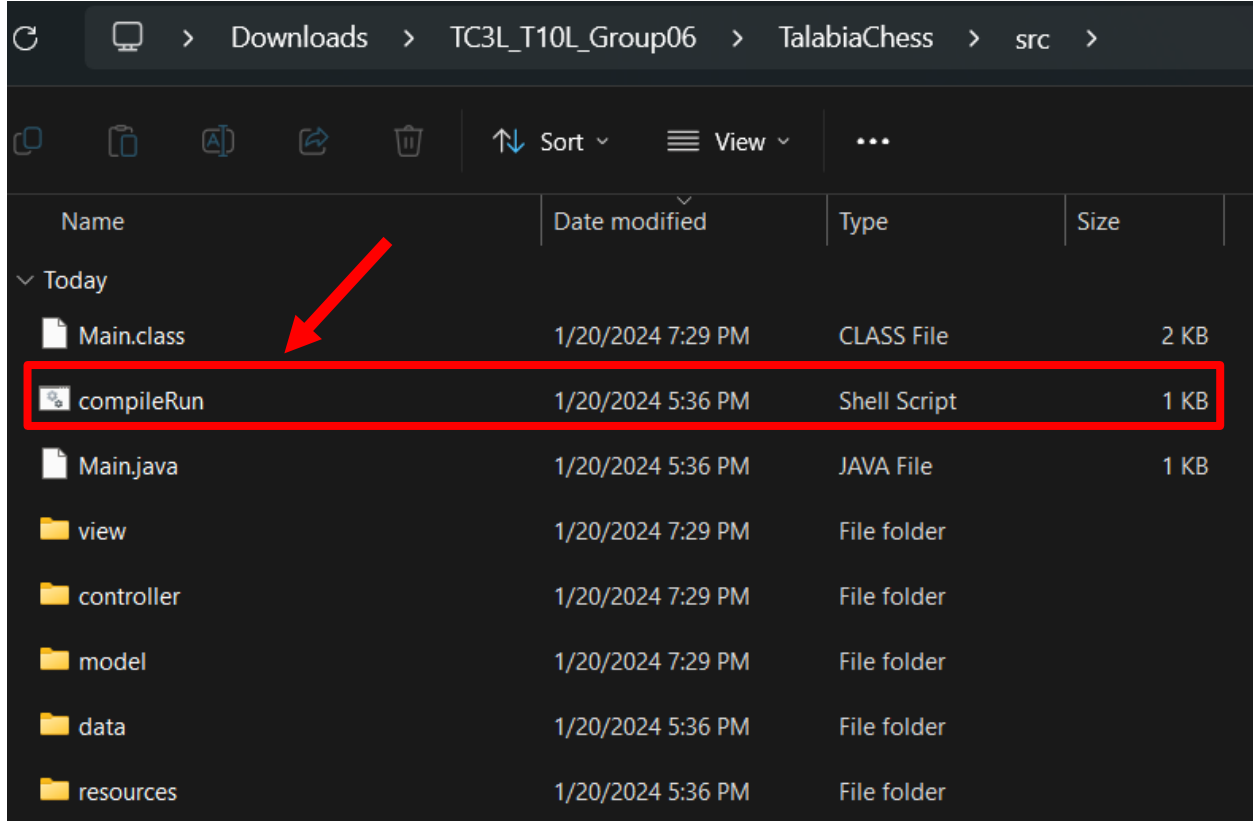 Downloads > TC3L_T10L_Group06 > TalabiaChess > src >
Sort View
Name Date modified Type Size
Today
Main.class 1/20/2024 7:29 PM CLASS File 2 KB
compileRun 1/20/2024 5:36 PM Shell Script 1 KB
Main.java 1/20/2024 5:36 PM JAVA File 1 KB
view 1/20/2024 7:29 PM File folder
controller 1/20/2024 7:29 PM File folder
model 1/20/2024 7:29 PM File folder
data 1/20/2024 5:36 PM File folder
resources 1/20/2024 5:36 PM File folder